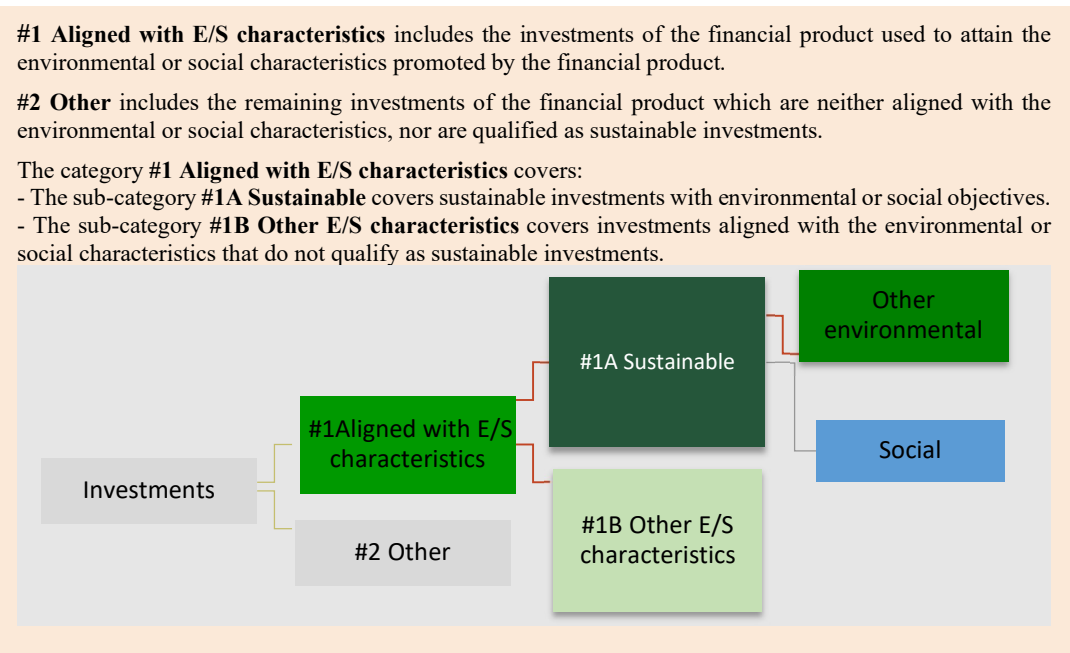 #1 Aligned with E/S characteristics includes the investments of the financial product used to attain the
environmental or social characteristics promoted by the financial product.
#2 Other includes the remaining investments of the financial product which are neither aligned with the
environmental or social characteristics, nor are qualified as sustainable investments.
The category #1 Aligned with E/S characteristics covers:
- The sub-category #1A Sustainable covers sustainable investments with environmental or social objectives.
- The sub-category #1B Other E/S characteristics covers investments aligned with the environmental or
social characteristics that do not qualify as sustainable investments.
Investments
#1Aligned with E/S
characteristics
#2 Other
#1A Sustainable
#1B Other E/S
characteristics
Other
environmental
Social